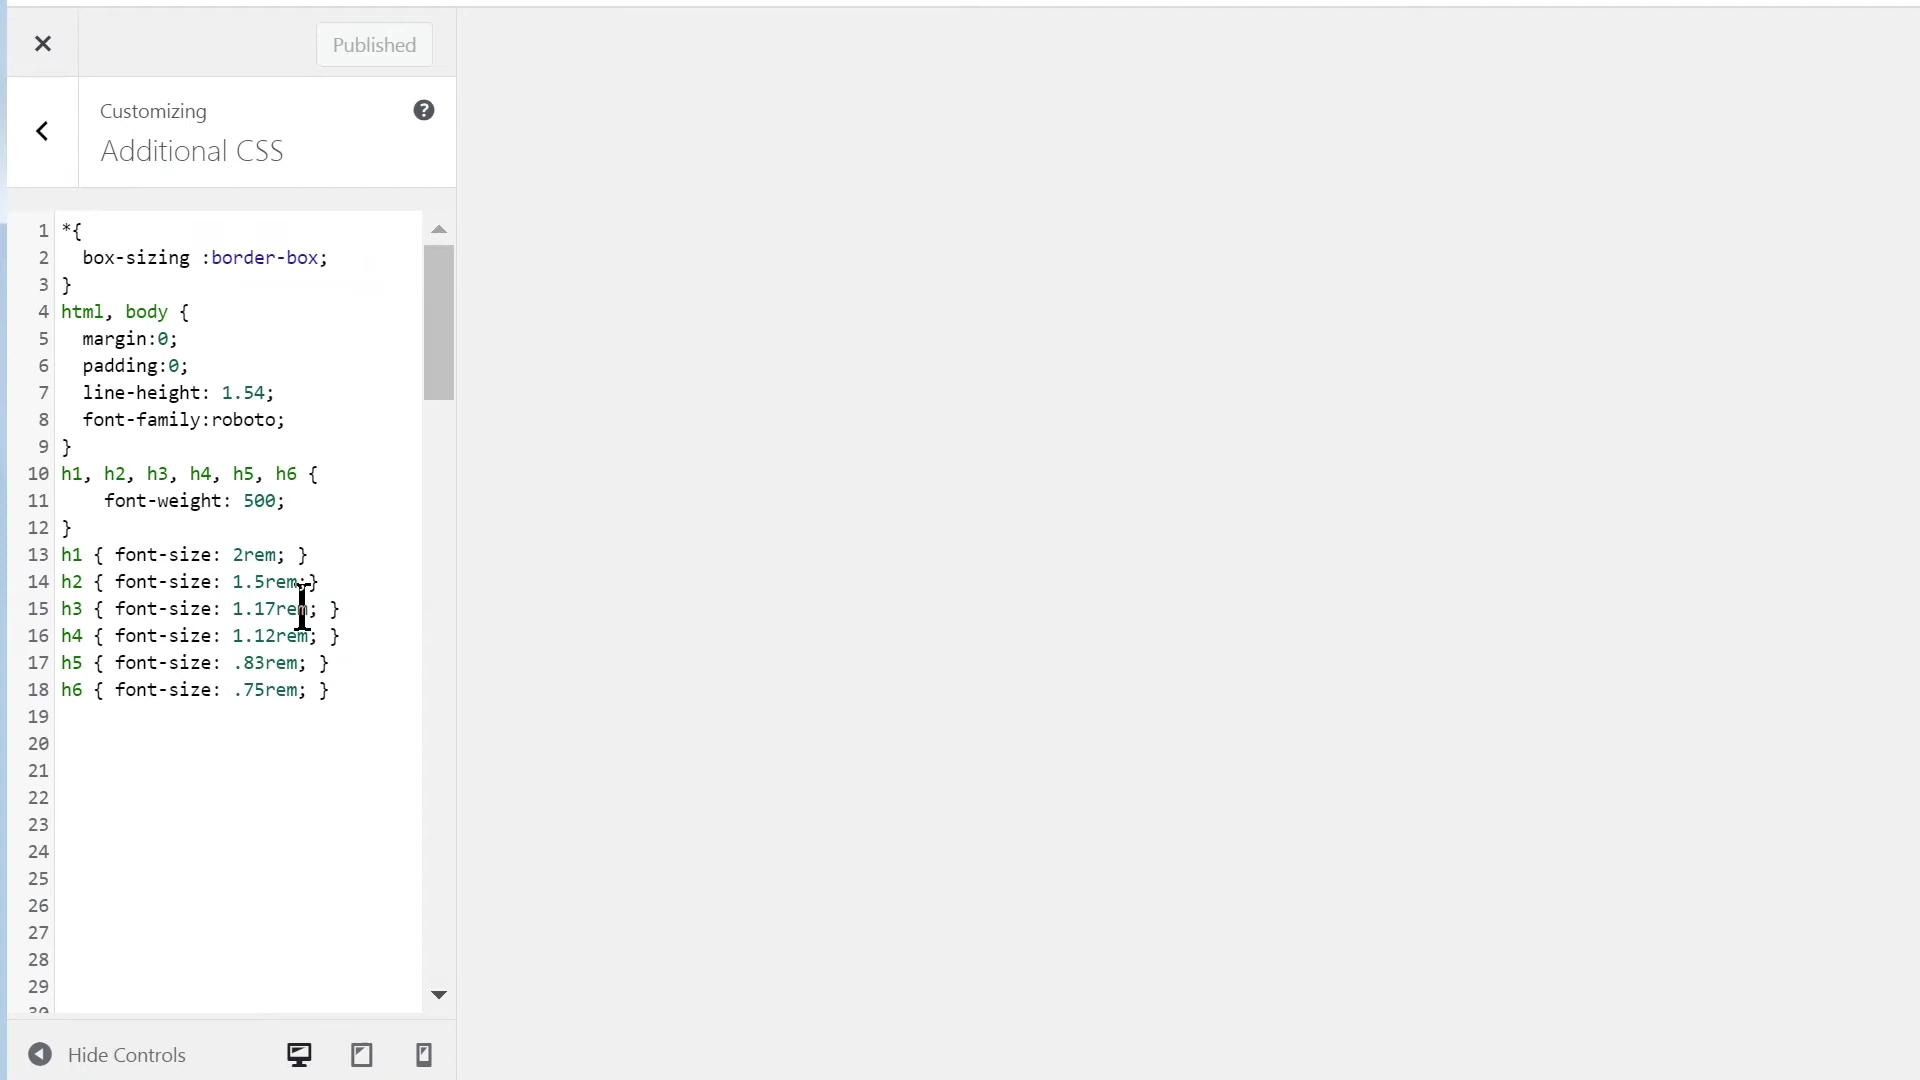 Published
Customizing
Additional CSS
1 *{
2   box-sizing :border-box;
3 }
4 html, body {
5   margin:0;
6   padding:0;
7   line-height: 1.54;
8   font-family:roboto;
9 }
10 h1, h2, h3, h4, h5, h6 {
11     font-weight: 500;
12 }
13 h1 { font-size: 2rem; }
14 h2 { font-size: 1.5rem;}
15 h3 { font-size: 1.17rem; }
16 h4 { font-size: 1.12rem; }
17 h5 { font-size: .83rem; }
18 h6 { font-size: .75rem; }
19
20
21
22
23
24
25
26
27
28
29
30
Hide Controls